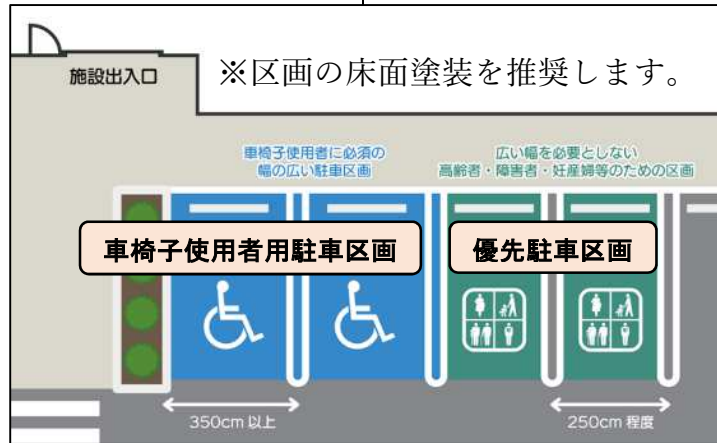 施設出入口
※区画の床面塗装を推奨します。
車椅子使用者に必須の
幅の広い駐車区画
広い幅を必要としない
高齢者・障害者・妊産婦等のための区画
車椅子使用者用駐車区画
優先駐車区画
350cm 以上
250cm 程度